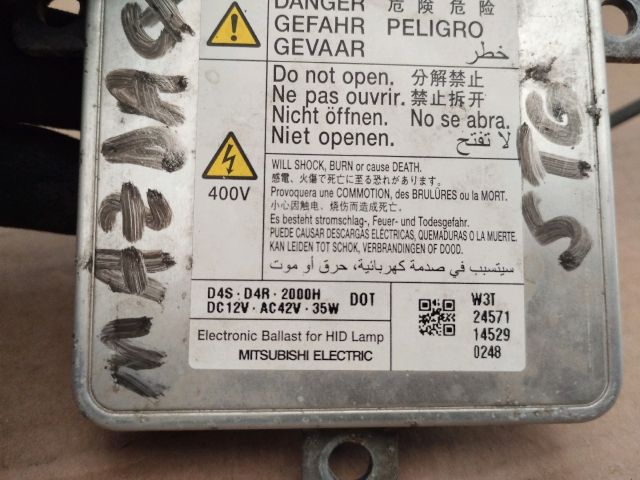 DANGER 危 険 危 险
GEFAHR PELIGRO
GEVAAR خطر
Do not open. 分解禁止
Ne pas ouvrir. 禁止拆开
Nicht öffnen. No se abra.
Niet openen. لا تفتح
400V
WILL SHOCK, BURN or cause DEATH.
感電、火傷で死亡に至る恐れがあります。
Provoquera une COMMOTION, des BRULÜRES ou la MORT.
小心因触电、烧伤而造成死亡.
Es besteht stromschlag-, Feuer- und Todesgefahr.
PUEDE CAUSAR DESCARGAS ELÉCTRICAS, QUEMADURAS O LA MUERTE.
KAN LEIDEN TOT SCHOK, VERBRANDINGEN OF DOOD.
سيتسبب في صدمة كهربائية، حرق أو موت
D4S · D4R · 2000H DOT
DC12V · AC42V · 35W
Electronic Ballast for HID Lamp
MITSUBISHI ELECTRIC
W3T
24571
14529
0248